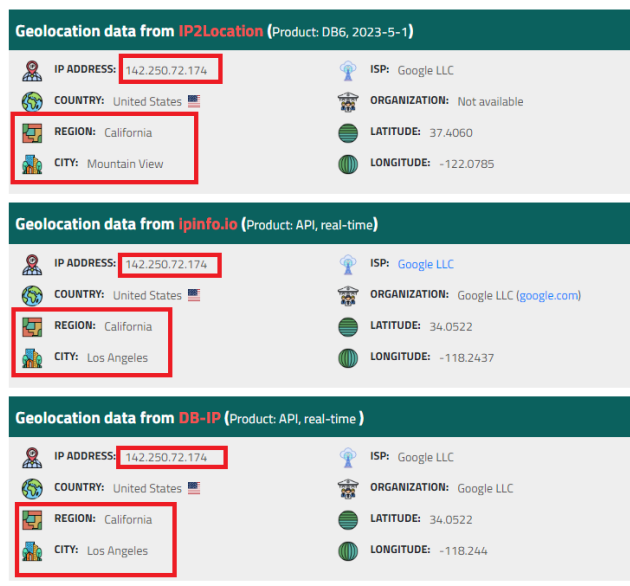 Geolocation data from IP2Location (Product: DB6, 2023-5-1)
IP ADDRESS: 142.250.72.174 ISP: Google LLC
COUNTRY: United States ORGANIZATION: Not available
REGION: California LATITUDE: 37.4060
CITY: Mountain View LONGITUDE: -122.0785
Geolocation data from ipinfo.io (Product: API, real-time)
IP ADDRESS: 142.250.72.174 ISP: Google LLC
COUNTRY: United States ORGANIZATION: Google LLC (google.com)
REGION: California LATITUDE: 34.0522
CITY: Los Angeles LONGITUDE: -118.2437
Geolocation data from DB-IP (Product: API, real-time )
IP ADDRESS: 142.250.72.174 ISP: Google LLC
COUNTRY: United States ORGANIZATION: Google LLC
REGION: California LATITUDE: 34.0522
CITY: Los Angeles LONGITUDE: -118.244